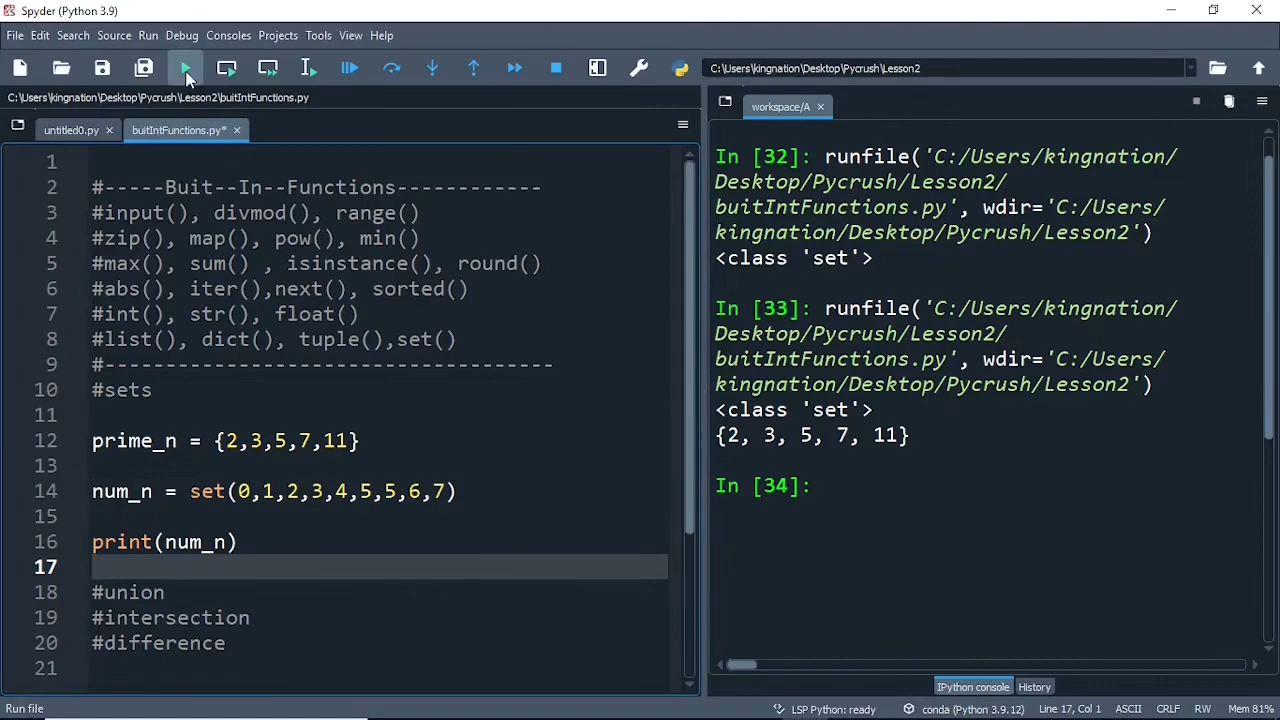 Spyder (Python 3.9)
File Edit Search Source Run Debug Consoles Projects Tools View Help
C:\Users\kingnation\Desktop\Pycrush\Lesson2
C:\Users\kingnation\Desktop\Pycrush\Lesson2\buitIntFunctions.py
untitled0.py
buitIntFunctions.py*
1
2 #-----Buit--In--Functions------------
3 #input(), divmod(), range()
4 #zip(), map(), pow(), min()
5 #max(), sum() , isinstance(), round()
6 #abs(), iter(),next(), sorted()
7 #int(), str(), float()
8 #list(), dict(), tuple(),set()
9 #-------------------------------------
10 #sets
11
12 prime_n = {2,3,5,7,11}
13
14 num_n = set(0,1,2,3,4,5,5,6,7)
15
16 print(num_n)
17
18 #union
19 #intersection
20 #difference
21
workspace/A
In [32]: runfile('C:/Users/kingnation/
Desktop/Pycrush/Lesson2/
buitIntFunctions.py', wdir='C:/Users/
kingnation/Desktop/Pycrush/Lesson2')
<class 'set'>
In [33]: runfile('C:/Users/kingnation/
Desktop/Pycrush/Lesson2/
buitIntFunctions.py', wdir='C:/Users/
kingnation/Desktop/Pycrush/Lesson2')
<class 'set'>
{2, 3, 5, 7, 11}
In [34]:
IPython console History
Run file
LSP Python: ready
conda (Python 3.9.12)
Line 17, Col 1
ASCII
CRLF
RW
Mem 81%